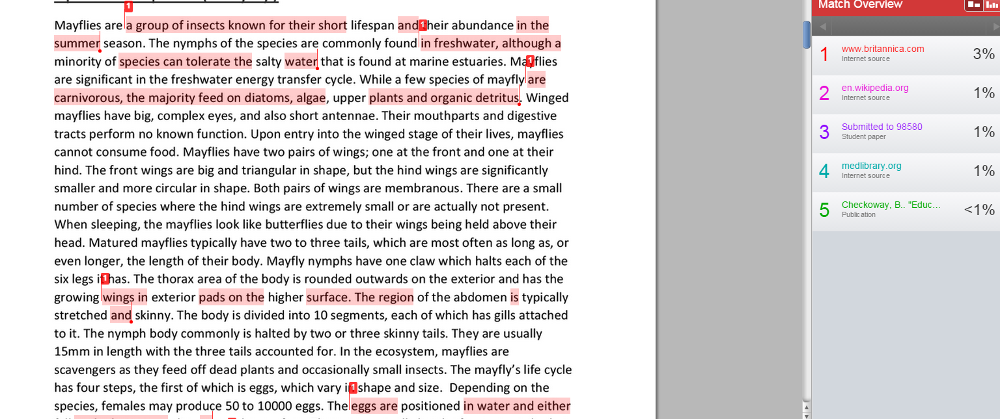 1
Mayflies are a group of insects known for their short lifespan and their abundance in the
summer season. The nymphs of the species are commonly found in freshwater, although a
minority of species can tolerate the salty water that is found at marine estuaries. Mayflies
are significant in the freshwater energy transfer cycle. While a few species of mayfly are
carnivorous, the majority feed on diatoms, algae, upper plants and organic detritus. Winged
mayflies have big, complex eyes, and also short antennae. Their mouthparts and digestive
tracts perform no known function. Upon entry into the winged stage of their lives, mayflies
cannot consume food. Mayflies have two pairs of wings; one at the front and one at their
hind. The front wings are big and triangular in shape, but the hind wings are significantly
smaller and more circular in shape. Both pairs of wings are membranous. There are a small
number of species where the hind wings are extremely small or are actually not present.
When sleeping, the mayflies look like butterflies due to their wings being held above their
head. Matured mayflies typically have two to three tails, which are most often as long as, or
even longer, the length of their body. Mayfly nymphs have one claw which halts each of the
six legs it has. The thorax area of the body is rounded outwards on the exterior and has the
growing wings in exterior pads on the higher surface. The region of the abdomen is typically
stretched and skinny. The body is divided into 10 segments, each of which has gills attached
to it. The nymph body commonly is halted by two or three skinny tails. They are usually
15mm in length with the three tails accounted for. In the ecosystem, mayflies are
scavengers as they feed off dead plants and occasionally small insects. The mayfly's life cycle
has four steps, the first of which is eggs, which vary in shape and size.  Depending on the
species, females may produce 50 to 10000 eggs. The eggs are positioned in water and either
Match Overview
1 www.britannica.com 3%
Internet source
2 en.wikipedia.org 1%
Internet source
3 Submitted to 98580 1%
Student paper
4 medlibrary.org 1%
Internet source
5 Checkoway, B.. "Educ... <1%
Publication